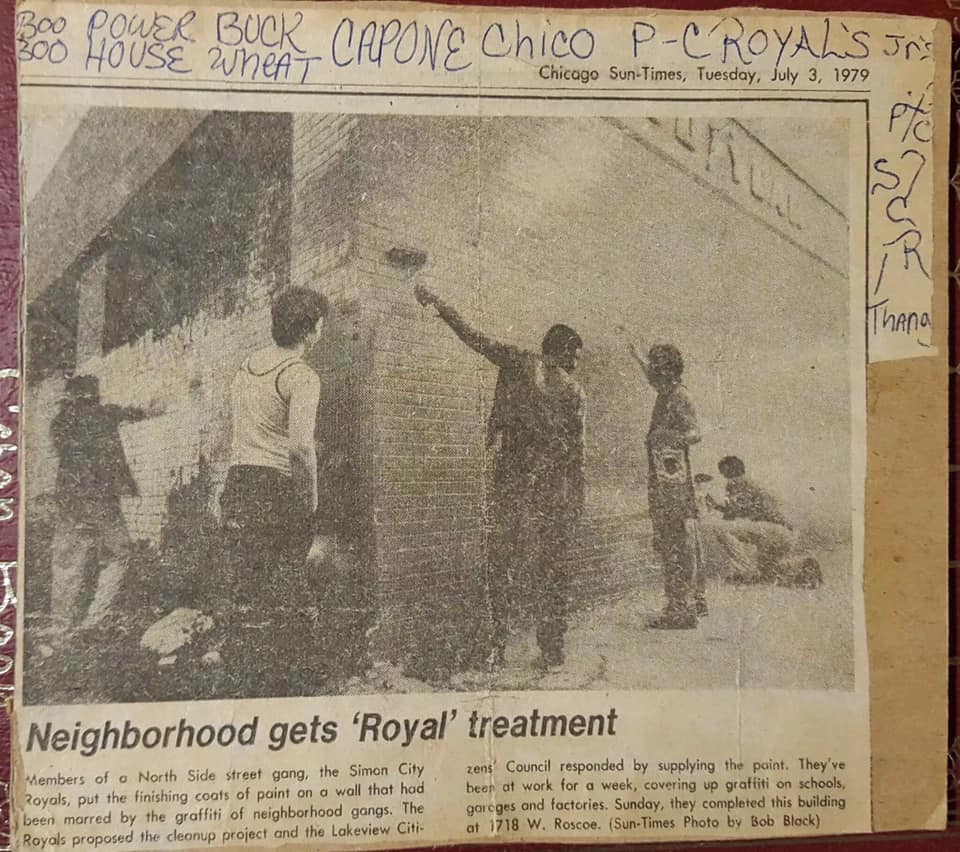 BOO POWER BUCK CAPONE Chico P-C ROYAL'S Jr's
BOO HOUSE WHEAT
Chicago Sun-Times, Tuesday, July 3, 1979
P/C
S
C
R
Thang
Neighborhood gets ‘Royal’ treatment
Members of a North Side street gang, the Simon City
Royals, put the finishing coats of paint on a wall that had
been marred by the graffiti of neighborhood gangs. The
Royals proposed the cleanup project and the Lakeview Citi-
zens' Council responded by supplying the paint. They've
been at work for a week, covering up graffiti on schools,
garages and factories. Sunday, they completed this building
at 1718 W. Roscoe. (Sun-Times Photo by Bob Black)